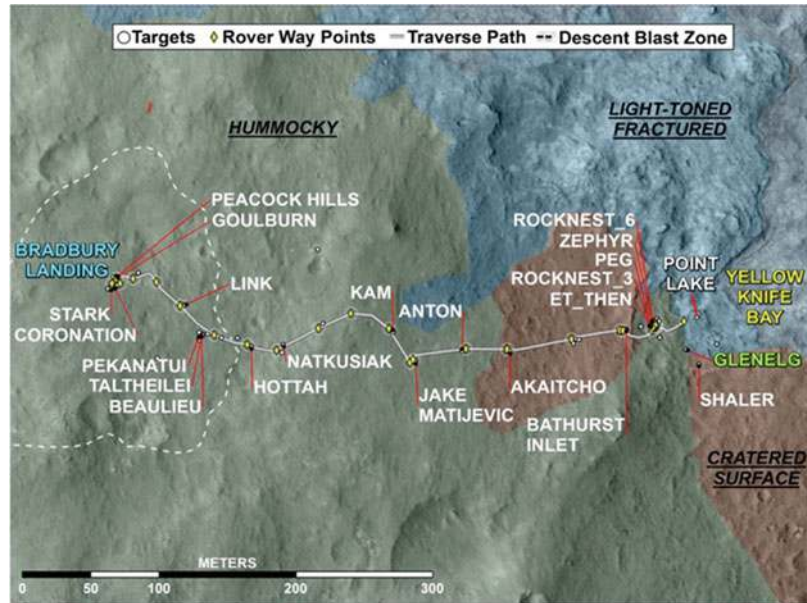 Targets Rover Way Points Traverse Path Descent Blast Zone
HUMMOCKY
LIGHT-TONED
FRACTURED
PEACOCK HILLS
GOULBURN
BRADBURY
LANDING
LINK
STARK
CORONATION
PEKANATUI
TALTHEILEI
BEAULIEU
HOTTAH
NATKUSIAK
KAM
ANTON
JAKE
MATIJEVIC
AKAITCHO
ROCKNEST_6
ZEPHYR
PEG
ROCKNEST_3
ET_THEN
BATHURST
INLET
POINT
LAKE
YELLOW
KNIFE
BAY
GLENELG
SHALER
CRATERED
SURFACE
METERS
0 50 100 200 300